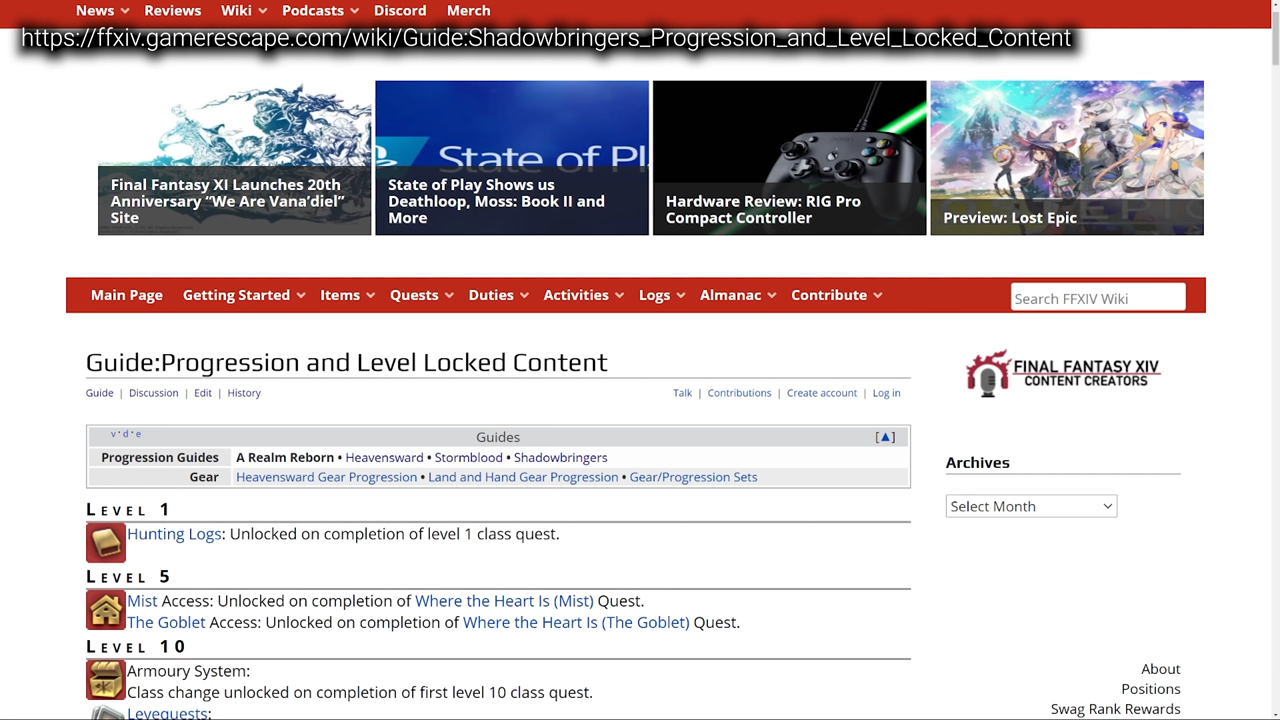 News Reviews Wiki Podcasts Discord Merch
https://ffxiv.gamerescape.com/wiki/Guide:Shadowbringers_Progression_and_Level_Locked_Content
State of Pl
Final Fantasy XI Launches 20th
Anniversary "We Are Vana'diel"
Site
State of Play Shows us
Deathloop, Moss: Book II and
More
Hardware Review: RIG Pro
Compact Controller
Preview: Lost Epic
Main Page Getting Started Items Quests Duties Activities Logs Almanac Contribute Search FFXIV Wiki
Guide:Progression and Level Locked Content
FINAL FANTASY XIV
CONTENT CREATORS
Guide | Discussion | Edit | History Talk | Contributions | Create account | Log in
v·d·e Guides [▲]
Progression Guides A Realm Reborn • Heavensward • Stormblood • Shadowbringers
Gear Heavensward Gear Progression • Land and Hand Gear Progression • Gear/Progression Sets
Archives
Select Month
Level 1
Hunting Logs: Unlocked on completion of level 1 class quest.
Level 5
Mist Access: Unlocked on completion of Where the Heart Is (Mist) Quest.
The Goblet Access: Unlocked on completion of Where the Heart Is (The Goblet) Quest.
Level 10
Armoury System:
Class change unlocked on completion of first level 10 class quest.
Levequests:
About
Positions
Swag Rank Rewards